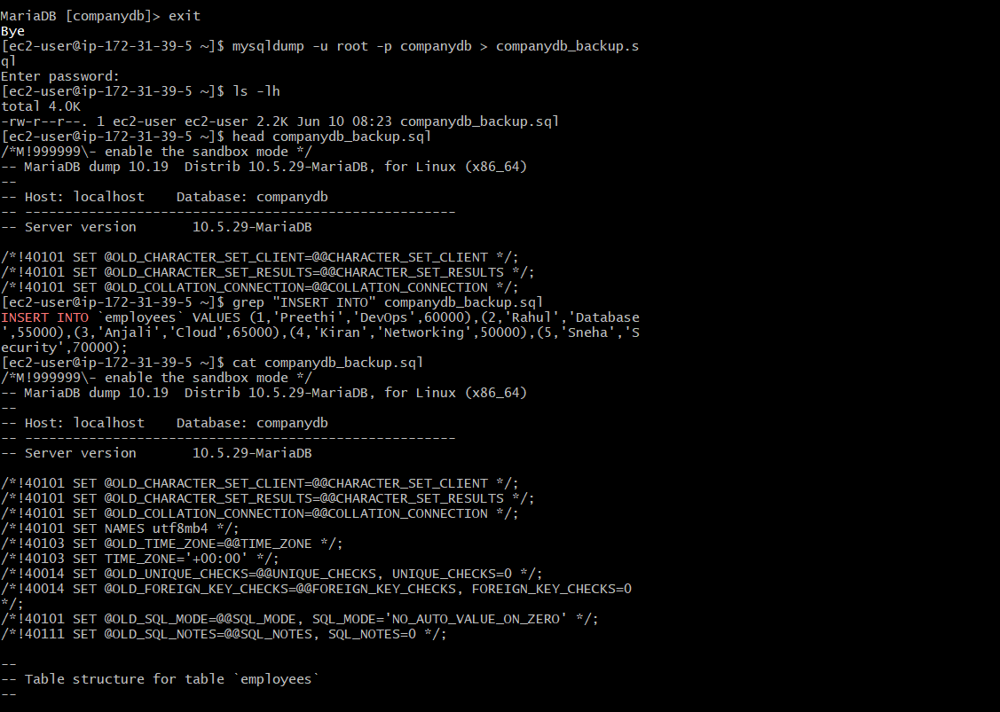 MariaDB [companydb]> exit
Bye
[ec2-user@ip-172-31-39-5 ~]$ mysqldump -u root -p companydb > companydb_backup.s
ql
Enter password:
[ec2-user@ip-172-31-39-5 ~]$ ls -lh
total 4.0K
-rw-r--r--. 1 ec2-user ec2-user 2.2K Jun 10 08:23 companydb_backup.sql
[ec2-user@ip-172-31-39-5 ~]$ head companydb_backup.sql
/*M!999999\- enable the sandbox mode */
-- MariaDB dump 10.19  Distrib 10.5.29-MariaDB, for Linux (x86_64)
--
-- Host: localhost    Database: companydb
-- ------------------------------------------------------
-- Server version       10.5.29-MariaDB

/*!40101 SET @OLD_CHARACTER_SET_CLIENT=@@CHARACTER_SET_CLIENT */;
/*!40101 SET @OLD_CHARACTER_SET_RESULTS=@@CHARACTER_SET_RESULTS */;
/*!40101 SET @OLD_COLLATION_CONNECTION=@@COLLATION_CONNECTION */;
[ec2-user@ip-172-31-39-5 ~]$ grep "INSERT INTO" companydb_backup.sql
INSERT INTO `employees` VALUES (1,'Preethi','DevOps',60000),(2,'Rahul','Database
',55000),(3,'Anjali','Cloud',65000),(4,'Kiran','Networking',50000),(5,'Sneha','S
ecurity',70000);
[ec2-user@ip-172-31-39-5 ~]$ cat companydb_backup.sql
/*M!999999\- enable the sandbox mode */
-- MariaDB dump 10.19  Distrib 10.5.29-MariaDB, for Linux (x86_64)
--
-- Host: localhost    Database: companydb
-- ------------------------------------------------------
-- Server version       10.5.29-MariaDB

/*!40101 SET @OLD_CHARACTER_SET_CLIENT=@@CHARACTER_SET_CLIENT */;
/*!40101 SET @OLD_CHARACTER_SET_RESULTS=@@CHARACTER_SET_RESULTS */;
/*!40101 SET @OLD_COLLATION_CONNECTION=@@COLLATION_CONNECTION */;
/*!40101 SET NAMES utf8mb4 */;
/*!40103 SET @OLD_TIME_ZONE=@@TIME_ZONE */;
/*!40103 SET TIME_ZONE='+00:00' */;
/*!40014 SET @OLD_UNIQUE_CHECKS=@@UNIQUE_CHECKS, UNIQUE_CHECKS=0 */;
/*!40014 SET @OLD_FOREIGN_KEY_CHECKS=@@FOREIGN_KEY_CHECKS, FOREIGN_KEY_CHECKS=0
*/;
/*!40101 SET @OLD_SQL_MODE=@@SQL_MODE, SQL_MODE='NO_AUTO_VALUE_ON_ZERO' */;
/*!40111 SET @OLD_SQL_NOTES=@@SQL_NOTES, SQL_NOTES=0 */;

--
-- Table structure for table `employees`
--